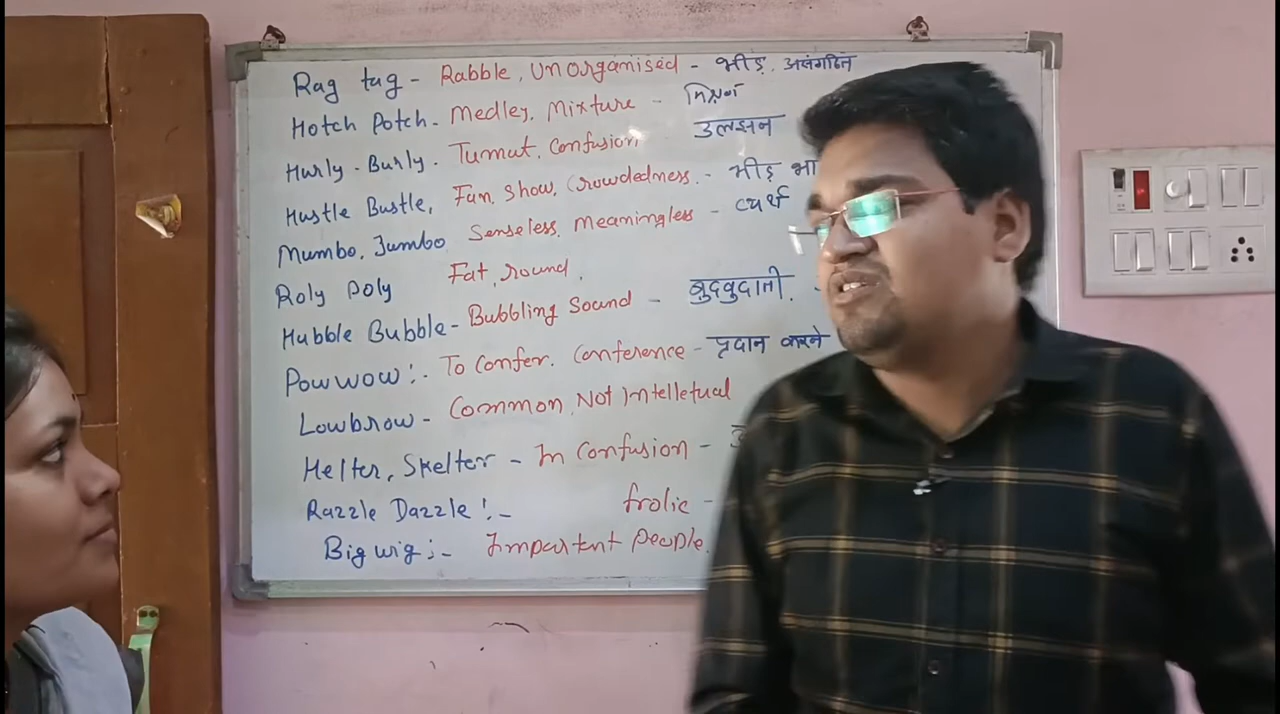 Rag tag - Rabble, Unorganised - भीड़, असंगठित
Hotch Potch - Medley, Mixture - मिश्रण
Hurly - Burly. Tumut, Confusion उलझन
Hustle Bustle, Fan, Show, Crowdedness. - भीड़ भा
Mumbo, Jumbo Senseless, Meaningless - व्यर्थ
Roly Poly Fat, round.
Hubble Bubble - Bubbling Sound - बुदबुदाती.
Powwow :- To Confer. Conference - प्रदान करने
Lowbrow - Common, Not Intelletual
Helter, Skelter - In Confusion -
Razzle Dazzle !- frolic -
Big wig :- Important people.